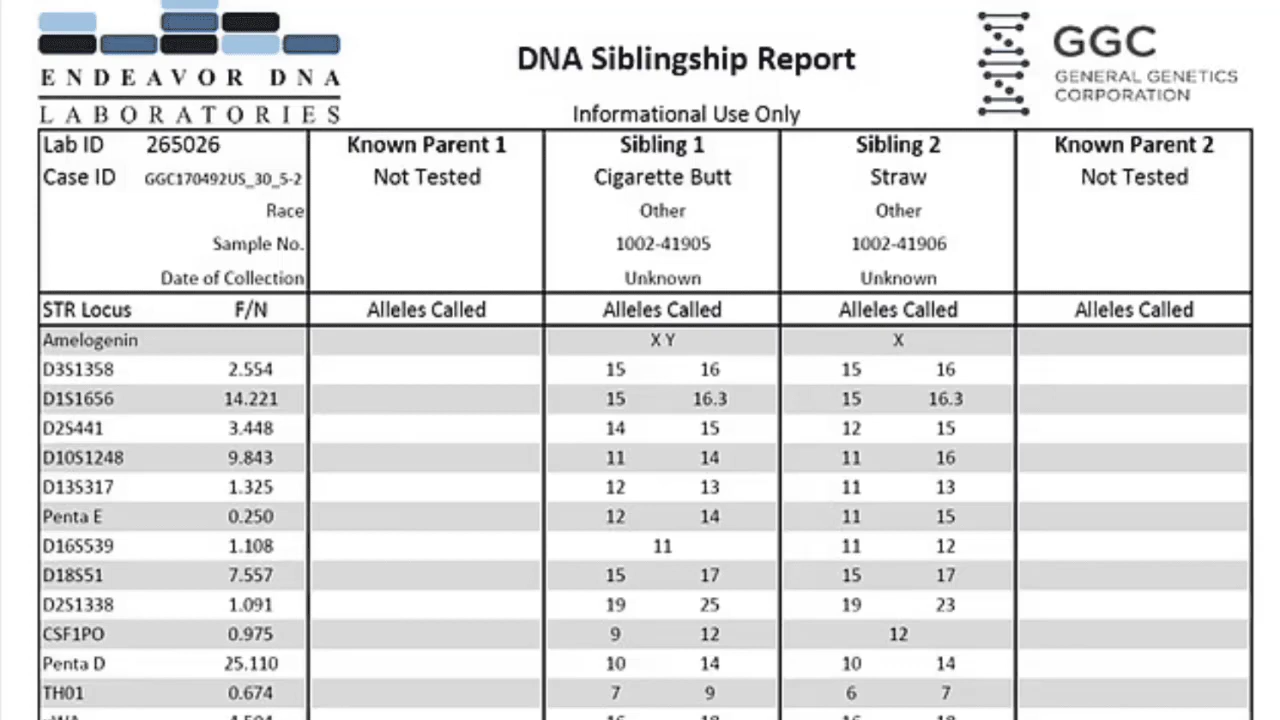 ENDEAVOR DNA
LABORATORIES
DNA Siblingship Report
Informational Use Only
GGC
GENERAL GENETICS
CORPORATION
Lab ID 265026 Known Parent 1 Sibling 1 Sibling 2 Known Parent 2
Case ID GGC170492US_30_5-2 Not Tested Cigarette Butt Straw Not Tested
Race Other Other
Sample No. 1002-41905 1002-41906
Date of Collection Unknown Unknown
STR Locus F/N Alleles Called Alleles Called Alleles Called Alleles Called
Amelogenin X Y X
D3S1358 2.554 15 16 15 16
D1S1656 14.221 15 16.3 15 16.3
D2S441 3.448 14 15 12 15
D10S1248 9.843 11 14 11 16
D13S317 1.325 12 13 11 13
Penta E 0.250 12 14 11 15
D16S539 1.108 11 11 12
D18S51 7.557 15 17 15 17
D2S1338 1.091 19 25 19 23
CSF1PO 0.975 9 12 12
Penta D 25.110 10 14 10 14
TH01 0.674 7 9 6 7